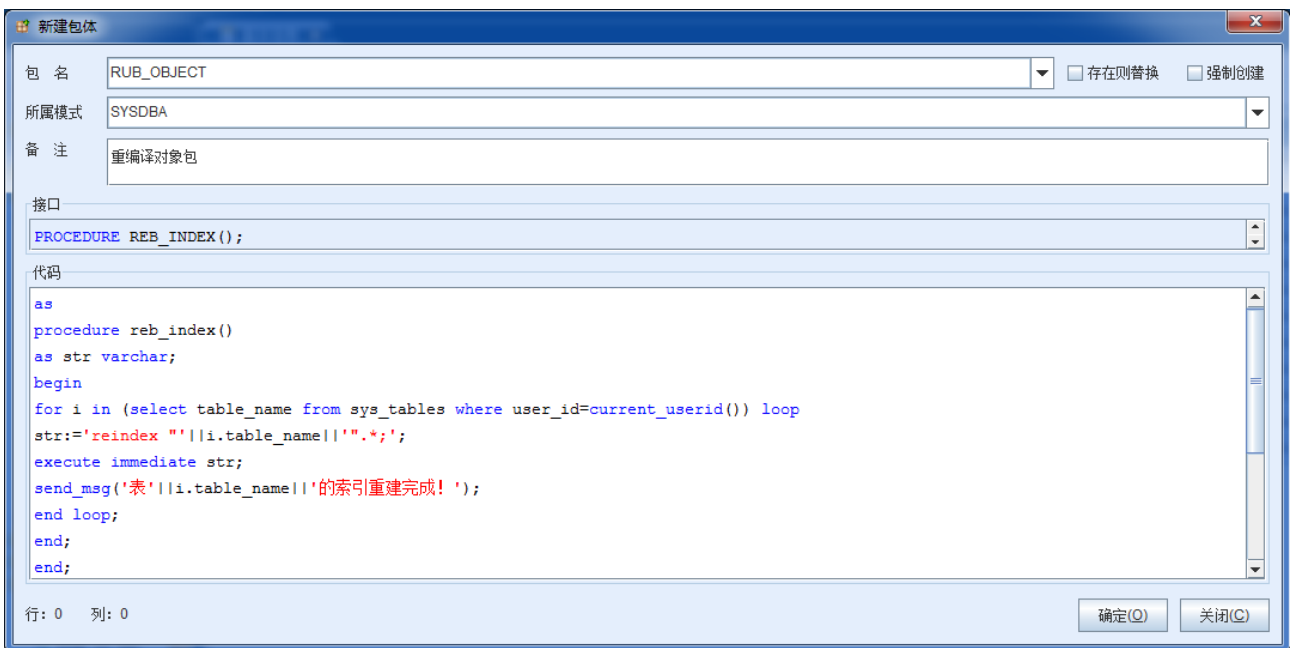 新建包体
包 名 RUB_OBJECT 存在则替换 强制创建
所属模式 SYSDBA
备 注 重编译对象包
接口
PROCEDURE REB_INDEX();
代码
as
procedure reb_index()
as str varchar;
begin
for i in (select table_name from sys_tables where user_id=current_userid()) loop
str:='reindex "'||i.table_name||'".*;';
execute immediate str;
send_msg('表'||i.table_name||'的索引重建完成！');
end loop;
end;
end;
行: 0 列: 0 确定(O) 关闭(C)